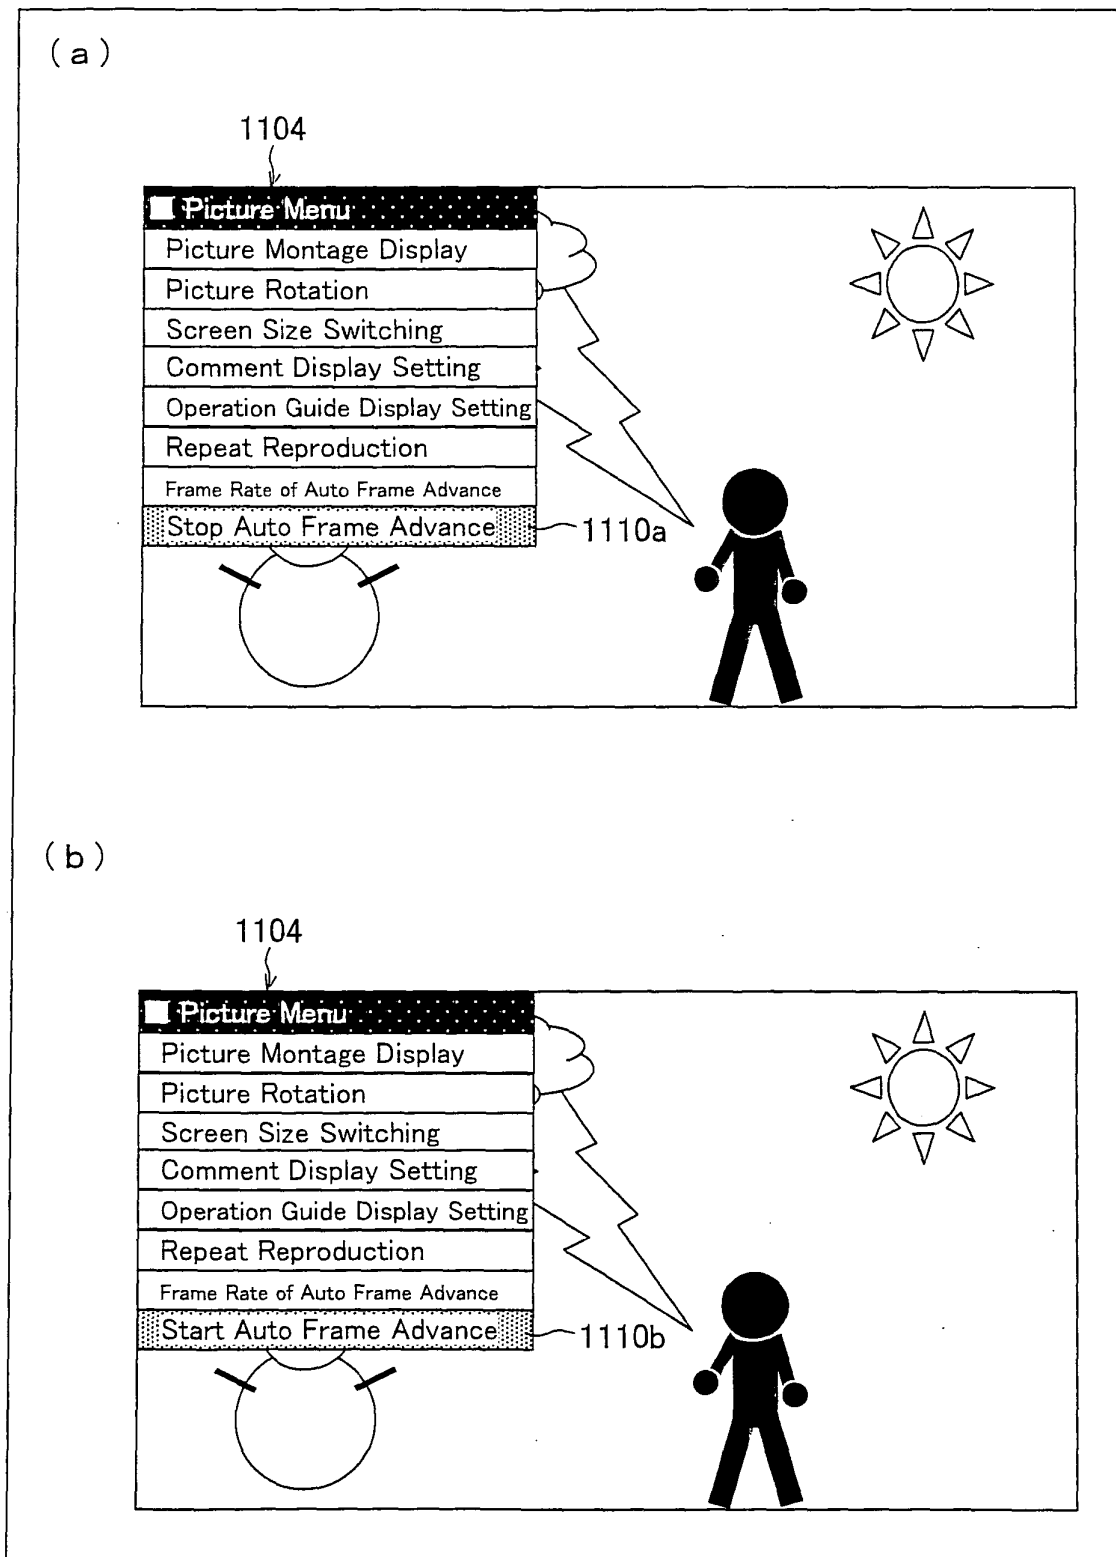 (a)
1104
Picture Menu
Picture Montage Display
Picture Rotation
Screen Size Switching
Comment Display Setting
Operation Guide Display Setting
Repeat Reproduction
Frame Rate of Auto Frame Advance
Stop Auto Frame Advance
1110a
(b)
1104
Picture Menu
Picture Montage Display
Picture Rotation
Screen Size Switching
Comment Display Setting
Operation Guide Display Setting
Repeat Reproduction
Frame Rate of Auto Frame Advance
Start Auto Frame Advance
1110b